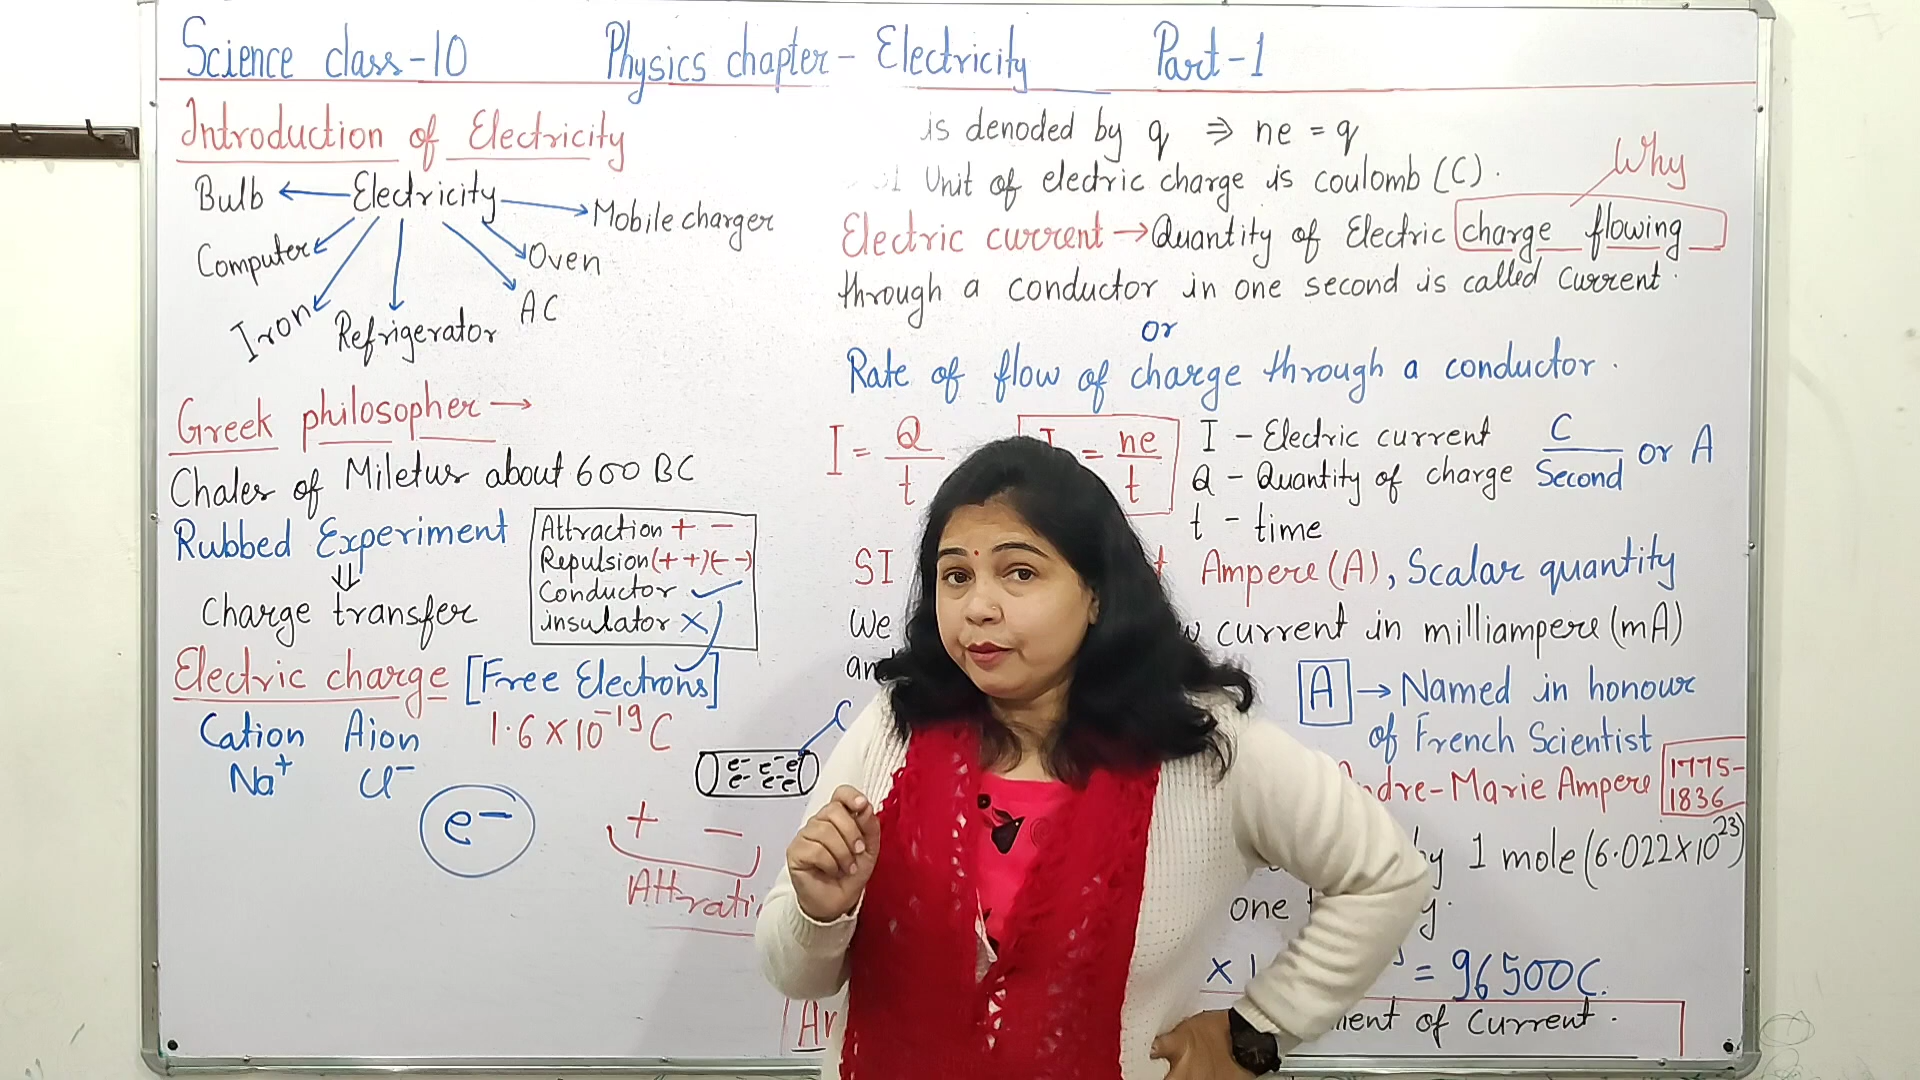 Science class-10 Physics chapter- Electricity Part-1
Introduction of Electricity
Bulb ← Electricity → Mobile charger
Computer
Oven
Iron
Refrigerator
AC
Greek philosopher →
Chales of Miletus about 600 BC
Rubbed Experiment
⇓
Charge transfer
Attraction + -
Repulsion(++)(--)
Conductor ✓
insulator X
Electric charge [Free Electrons]
Cation Aion 1.6 x 10⁻¹⁹ C
Na⁺ Cl⁻
e⁻
e⁻ e⁻ e⁻
e⁻ e⁻ e⁻
C
+ -
is denoded by q ⇒ ne = q
Unit of electric charge is coulomb (C).
Why
Electric current → Quantity of Electric charge flowing
through a conductor in one second is called current.
or
Rate of flow of charge through a conductor.
I = Q/t
I = ne/t
I - Electric current
Q - Quantity of charge
t - time
C/Second or A
SI Ampere (A), Scalar quantity
We current in milliampere (mA)
A → Named in honour
of French Scientist
-Marie Ampere 1775-
1836
by 1 mole (6.022x10²³)
one
x 1 = 96500C.
of Current.